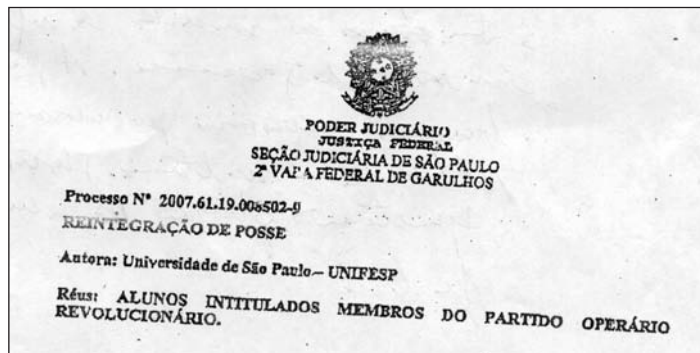 PODER JUDICIÁRIO
JUSTIÇA FEDERAL
SEÇÃO JUDICIÁRIA DE SÃO PAULO
2ª VARA FEDERAL DE GARULHOS
Processo Nº 2007.61.19.008502-9
REINTEGRAÇÃO DE POSSE
Autora: Universidade de São Paulo – UNIFESP
Réus: ALUNOS INTITULADOS MEMBROS DO PARTIDO OPERÁRIO
REVOLUCIONÁRIO.